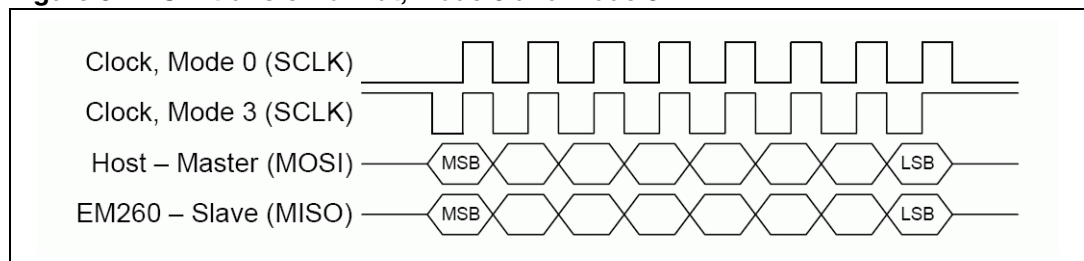 Clock, Mode 0 (SCLK)
Clock, Mode 3 (SCLK)
Host – Master (MOSI)
MSB
LSB
EM260 – Slave (MISO)
MSB
LSB